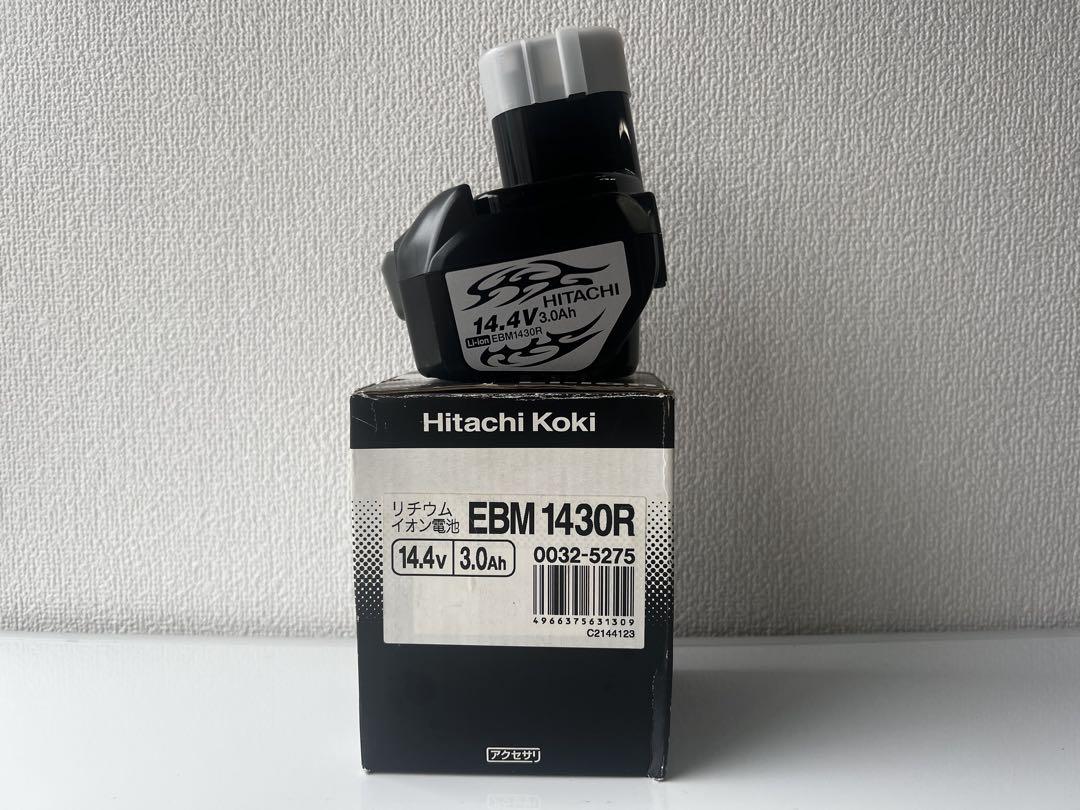 HITACHI
14.4V 3.0Ah
Li-ion EBM1430R
Hitachi Koki
リチウム
イオン電池
EBM 1430R
14.4V 3.0Ah
0032-5275
4966375631309
C2144123
アクセサリ